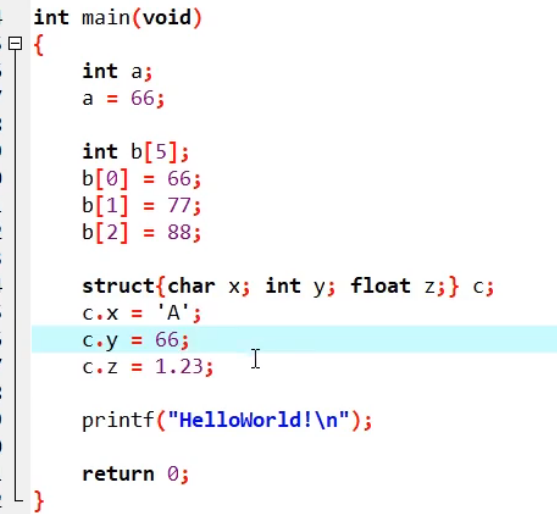 int main(void)
{
    int a;
    a = 66;

    int b[5];
    b[0] = 66;
    b[1] = 77;
    b[2] = 88;

    struct{char x; int y; float z;} c;
    c.x = 'A';
    c.y = 66;
    c.z = 1.23;

    printf("HelloWorld!\n");

    return 0;
}